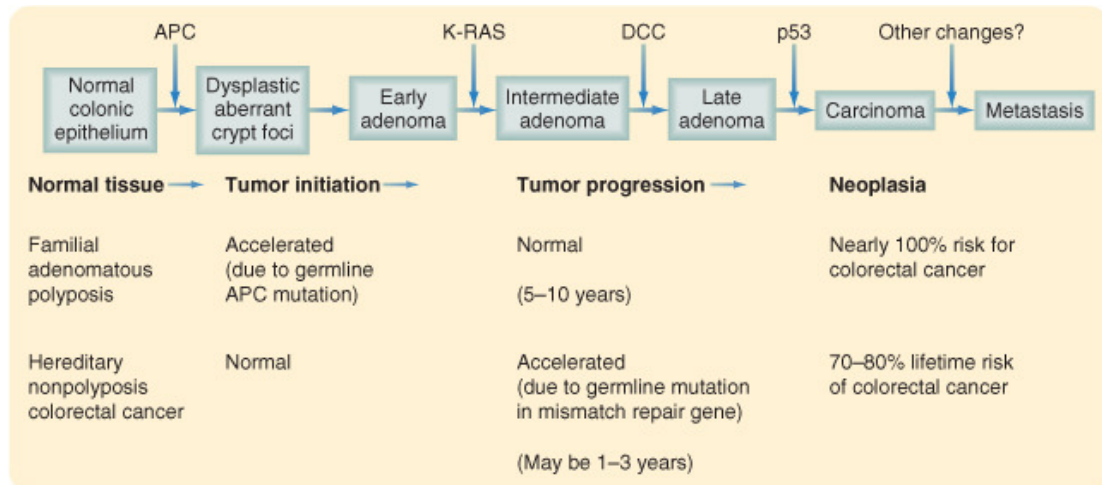 APC K-RAS DCC p53 Other changes?
Normal
colonic
epithelium
Dysplastic
aberrant
crypt foci
Early
adenoma
Intermediate
adenoma
Late
adenoma
Carcinoma
Metastasis
Normal tissue Tumor initiation Tumor progression Neoplasia
Familial
adenomatous
polyposis
Accelerated
(due to germline
APC mutation)
Normal
(5–10 years)
Nearly 100% risk for
colorectal cancer
Hereditary
nonpolyposis
colorectal cancer
Normal
Accelerated
(due to germline mutation
in mismatch repair gene)
(May be 1–3 years)
70–80% lifetime risk
of colorectal cancer